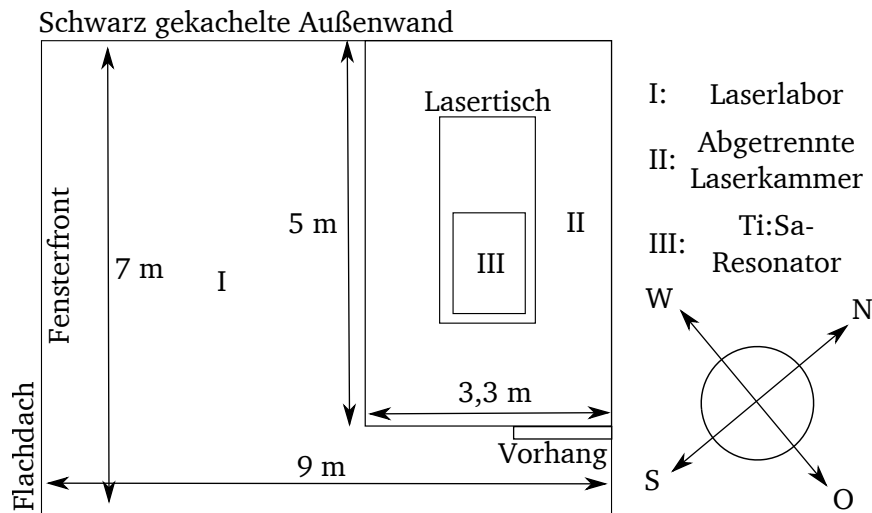 Schwarz gekachelte Außenwand
Lasertisch
Fensterfront
5 m
7 m
I
II
III
3,3 m
Vorhang
9 m
Flachdach
I: Laserlabor
II: Abgetrennte
Laserkammer
III: Ti:Sa-
Resonator
W
N
S
O